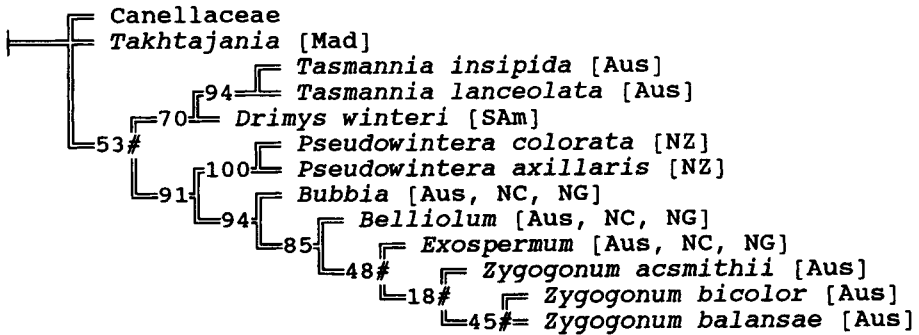 Canellaceae
Takhtajania [Mad]
Tasmannia insipida [Aus]
94 Tasmannia lanceolata [Aus]
70 Drimys winteri [SAm]
53# Pseudowintera colorata [NZ]
100 Pseudowintera axillaris [NZ]
91 Bubbia [Aus, NC, NG]
94 Belliolum [Aus, NC, NG]
85 Exospermum [Aus, NC, NG]
48# Zygogonum acsmithii [Aus]
18# Zygogonum bicolor [Aus]
45# Zygogonum balansae [Aus]